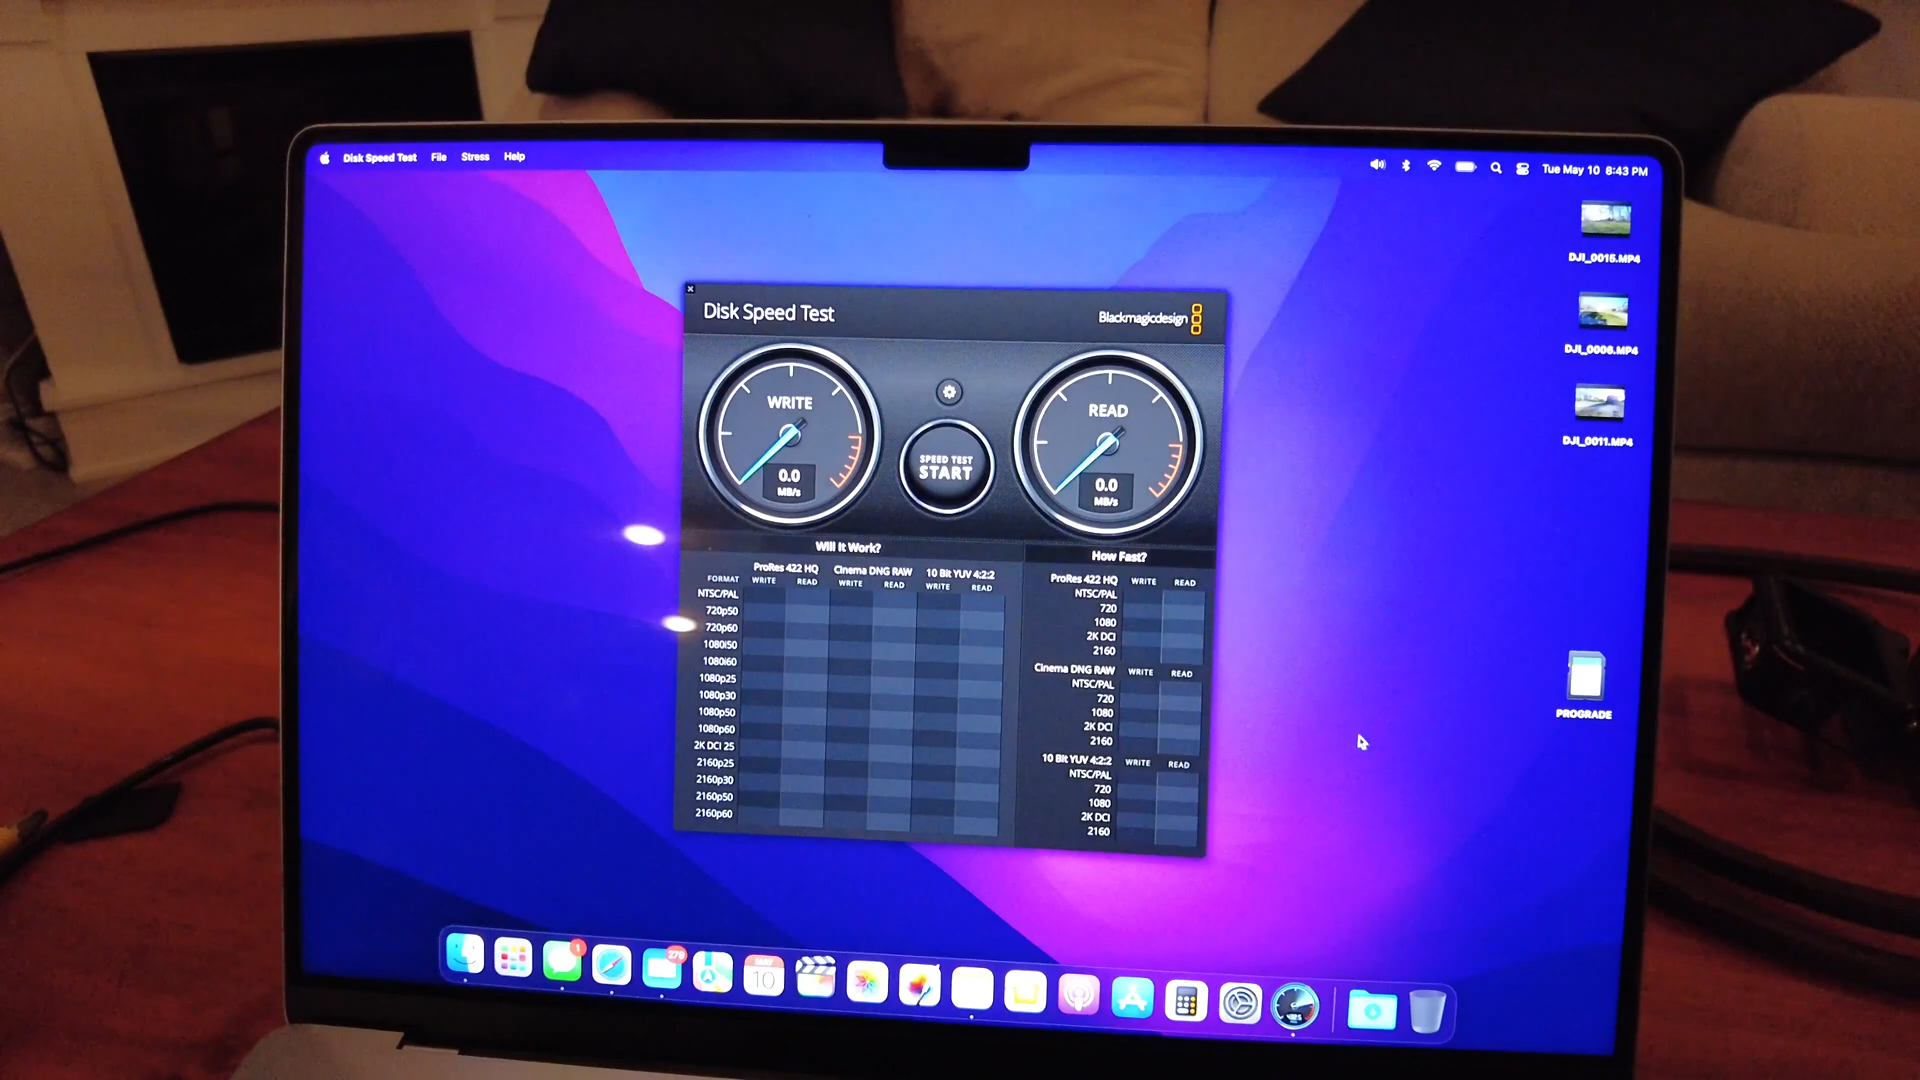 Disk Speed Test File Stress Help
Tue May 10 8:43 PM
DJI_0015.MP4
DJI_0006.MP4
DJI_0011.MP4
PROGRADE
Disk Speed Test
Blackmagicdesign
WRITE
0.0
MB/s
SPEED TEST
START
READ
0.0
MB/s
Will It Work?
ProRes 422 HQ Cinema DNG RAW 10 Bit YUV 4:2:2
FORMAT WRITE READ WRITE READ WRITE READ
NTSC/PAL
720p50
720p60
1080i50
1080i60
1080p25
1080p30
1080p50
1080p60
2K DCI 25
2160p25
2160p30
2160p50
2160p60
How Fast?
ProRes 422 HQ WRITE READ
NTSC/PAL
720
1080
2K DCI
2160
Cinema DNG RAW WRITE READ
NTSC/PAL
720
1080
2K DCI
2160
10 Bit YUV 4:2:2 WRITE READ
NTSC/PAL
720
1080
2K DCI
2160
1
270
MAY
10